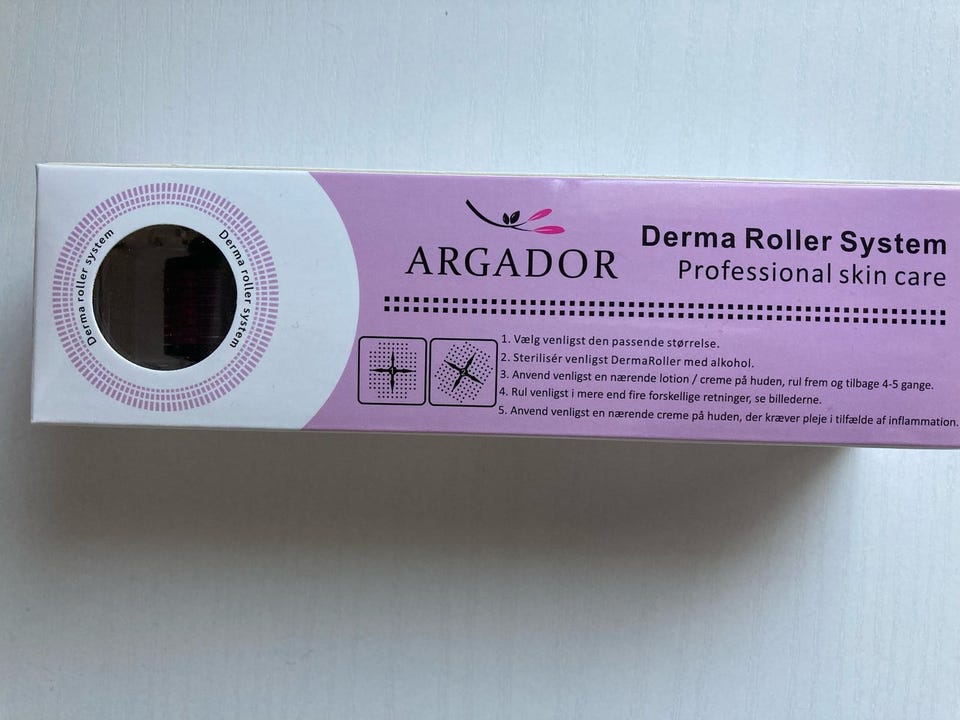 Derma roller system
Derma roller system
ARGADOR
Derma Roller System
Professional skin care
1. Vælg venligst den passende størrelse.
2. Sterilisér venligst DermaRoller med alkohol.
3. Anvend venligst en nærende lotion / creme på huden, rul frem og tilbage 4-5 gange.
4. Rul venligst i mere end fire forskellige retninger, se billederne.
5. Anvend venligst en nærende creme på huden, der kræver pleje i tilfælde af inflammation.